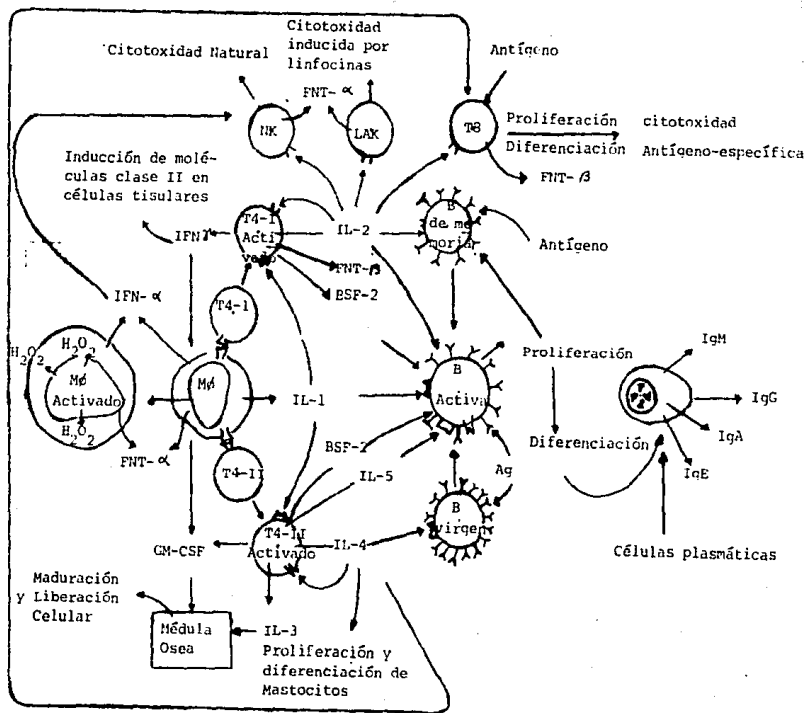 Citotoxidad
inducida por
linfocinas
Citotoxidad Natural
Antígeno
FNT-α
NK
LAK
T8
Proliferación citotoxidad
Diferenciación Antígeno-específica
FNT-β
Inducción de molé-
culas clase II en
células tisulares
T4-I
Acti
vado
IL-2
B
de me
moria
IFNγ
Antígeno
FNT-β
BSF-2
IFN-α
T4-I
H2O2
H2O2
MØ
Activado
H2O2
MØ
IL-1
B
Activa
Proliferación
IgM
IgG
IgA
IgE
FNT-α
T4-II
BSF-2
IL-5
Ag
Diferenciación
B
virgen
T4-II
Activado
GM-CSF
IL-4
Células plasmáticas
Maduración
y Liberación
Celular
Médula
Osea
IL-3
Proliferación y
diferenciación de
Mastocitos